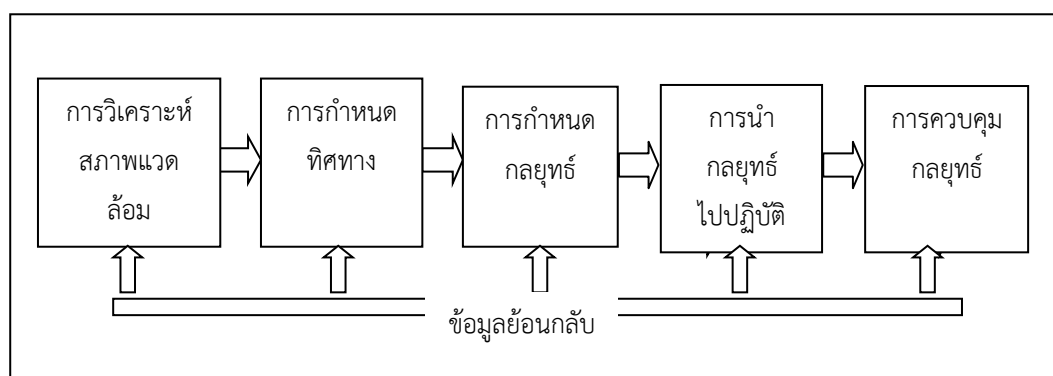 การวิเคราะห์
สภาพแวด
ล้อม
การกำหนด
ทิศทาง
การกำหนด
กลยุทธ์
การนำ
กลยุทธ์
ไปปฏิบัติ
การควบคุม
กลยุทธ์
ข้อมูลย้อนกลับ